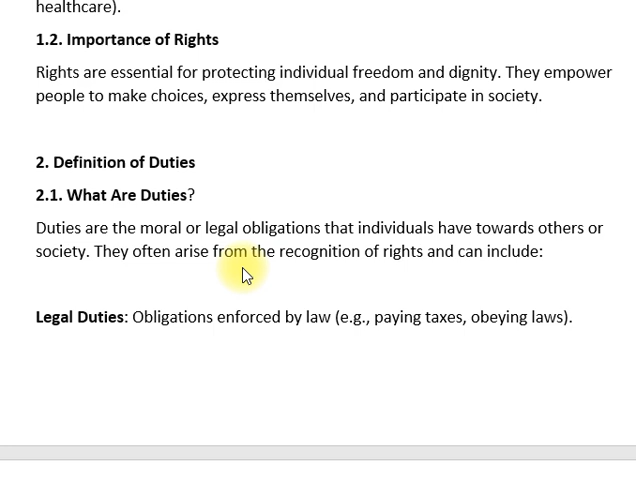 healthcare).
1.2. Importance of Rights
Rights are essential for protecting individual freedom and dignity. They empower
people to make choices, express themselves, and participate in society.
2. Definition of Duties
2.1. What Are Duties?
Duties are the moral or legal obligations that individuals have towards others or
society. They often arise from the recognition of rights and can include:
Legal Duties: Obligations enforced by law (e.g., paying taxes, obeying laws).